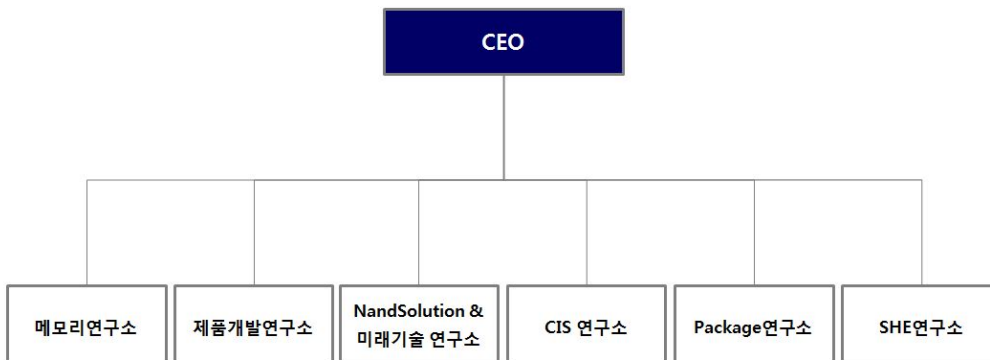 CEO
메모리연구소
제품개발연구소
NandSolution &
미래기술 연구소
CIS 연구소
Package연구소
SHE연구소